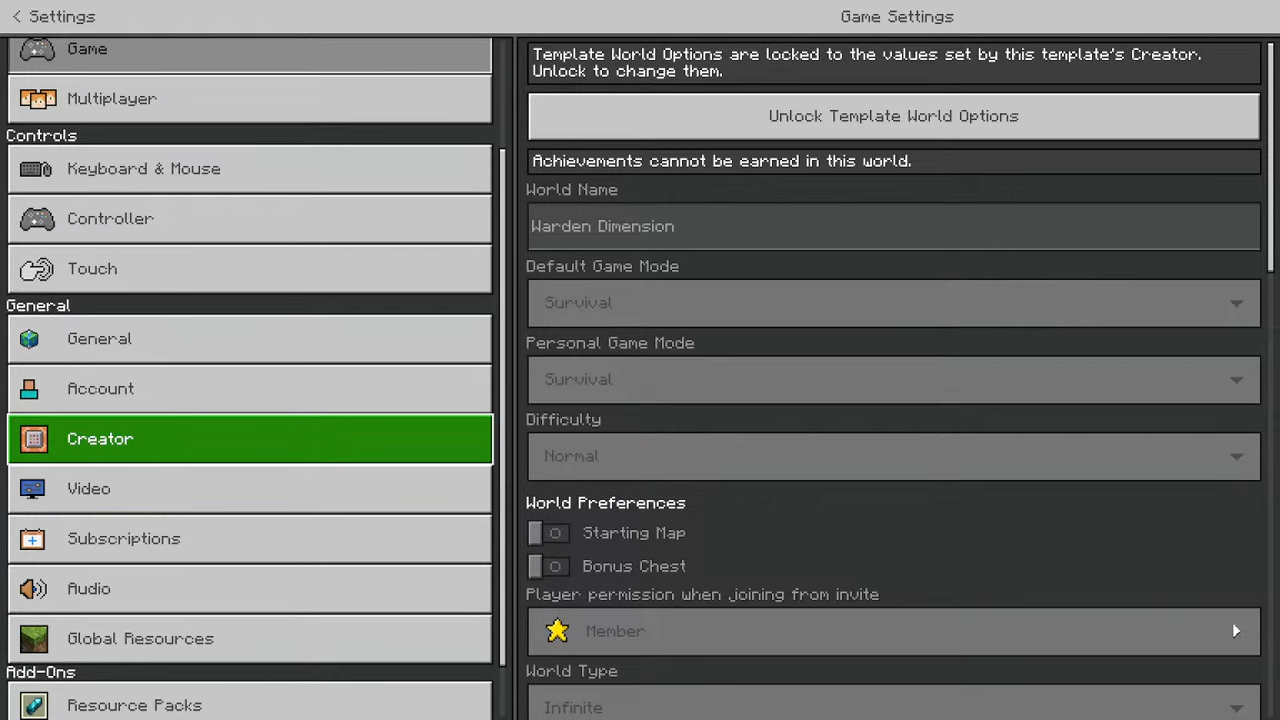 Settings
Game Settings
Game
Multiplayer
Controls
Keyboard & Mouse
Controller
Touch
General
General
Account
Creator
Video
Subscriptions
Audio
Global Resources
Add-Ons
Resource Packs
Template World Options are locked to the values set by this template's Creator.
Unlock to change them.
Unlock Template World Options
Achievements cannot be earned in this world.
World Name
Warden Dimension
Default Game Mode
Survival
Personal Game Mode
Survival
Difficulty
Normal
World Preferences
Starting Map
Bonus Chest
Player permission when joining from invite
Member
World Type
Infinite